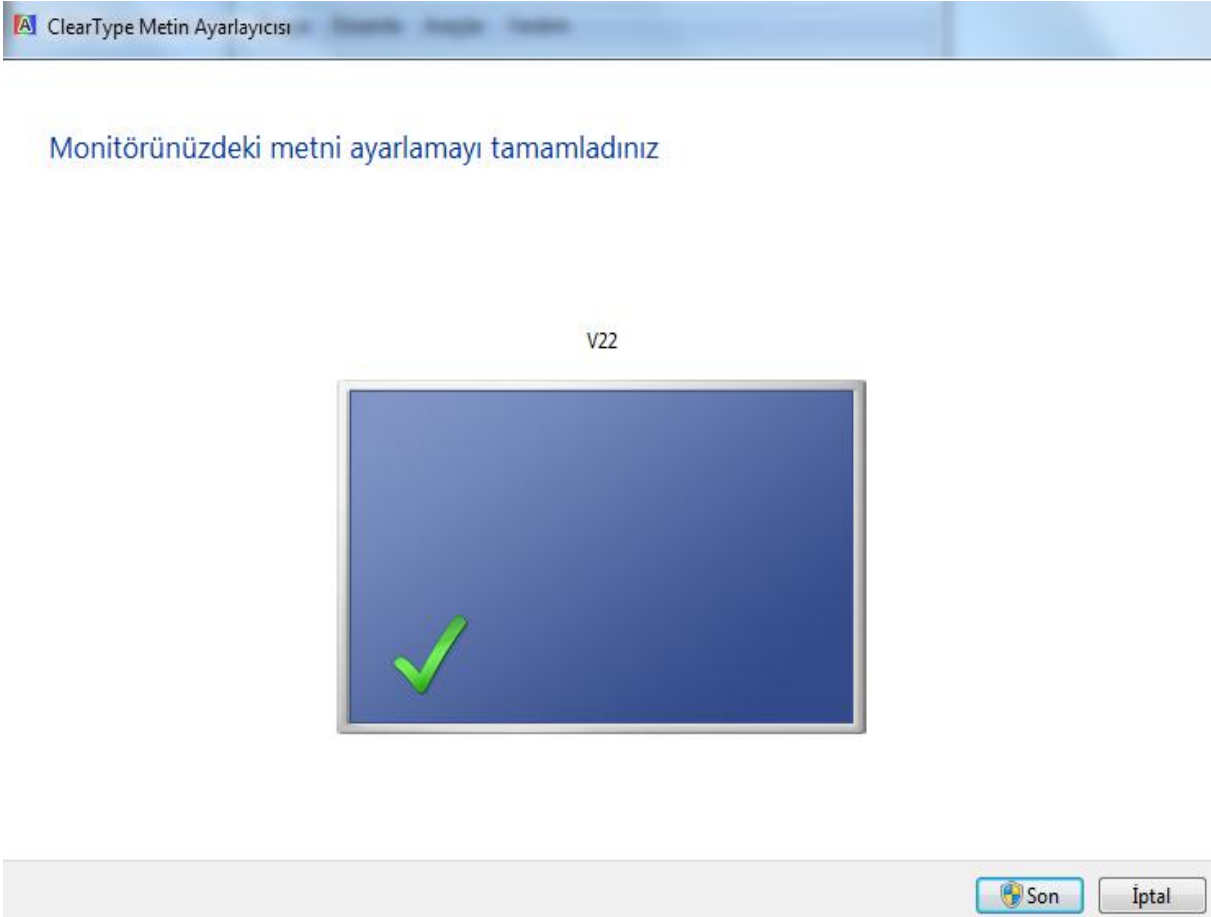 ClearType Metin Ayarlayıcısı
Monitörünüzdeki metni ayarlamayı tamamladınız
V22
Son
İptal